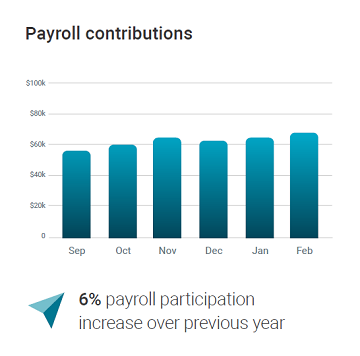 Payroll contributions
$100k
$80k
$60k
$40k
$20k
0
Sep Oct Nov Dec Jan Feb
6% payroll participation
increase over previous year